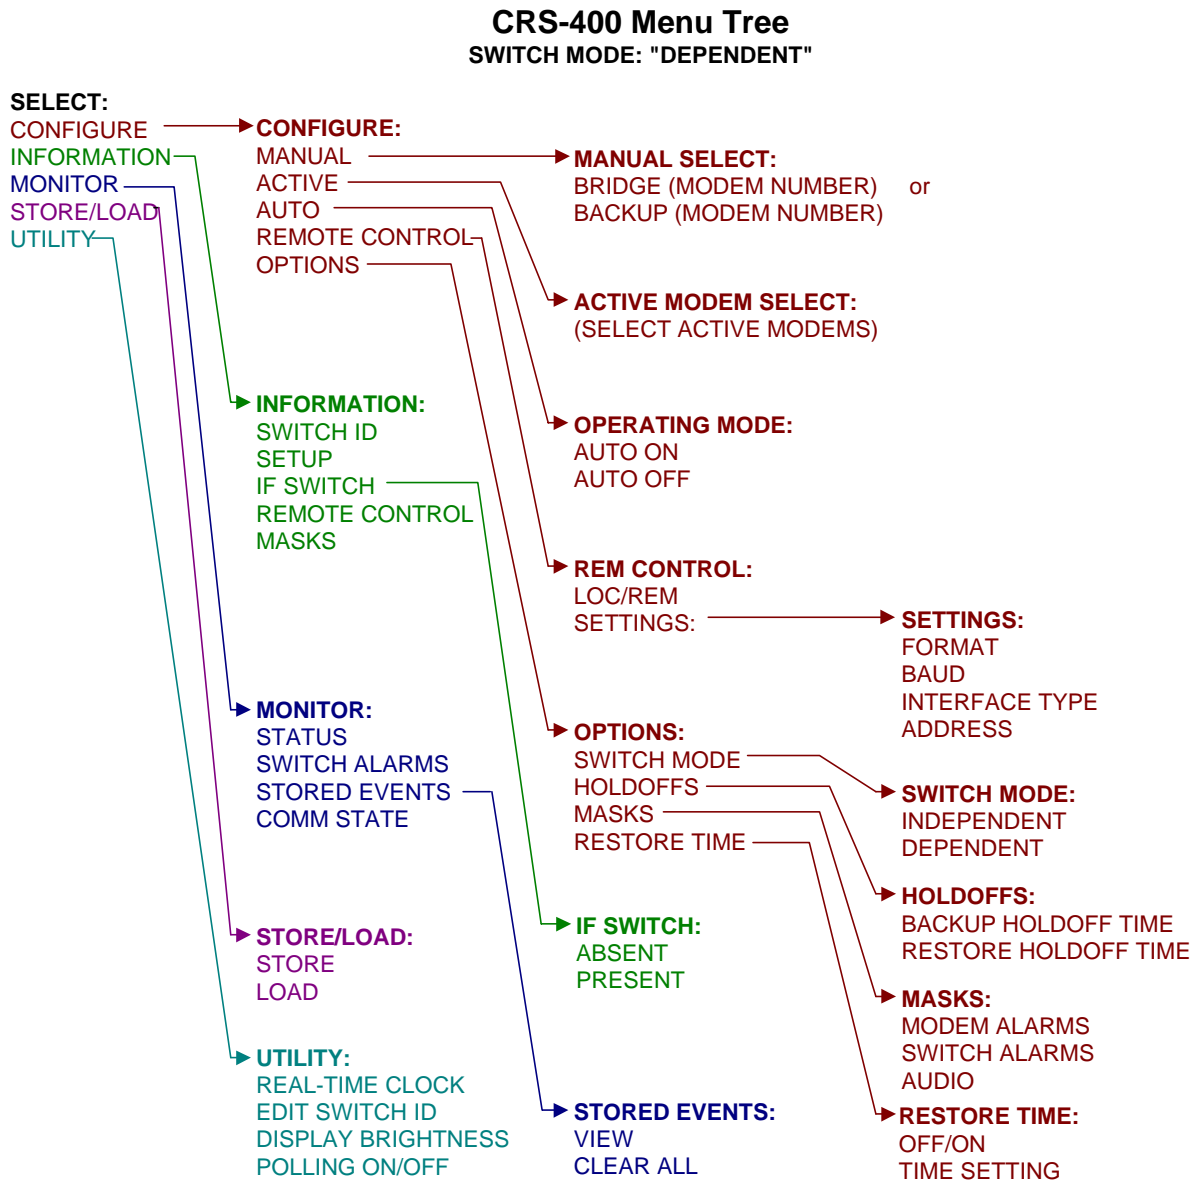 CRS-400 Menu Tree
SWITCH MODE: "DEPENDENT"
SELECT:
CONFIGURE
INFORMATION
MONITOR
STORE/LOAD
UTILITY
CONFIGURE:
MANUAL
ACTIVE
AUTO
REMOTE CONTROL
OPTIONS
MANUAL SELECT:
BRIDGE (MODEM NUMBER) or
BACKUP (MODEM NUMBER)
ACTIVE MODEM SELECT:
(SELECT ACTIVE MODEMS)
OPERATING MODE:
AUTO ON
AUTO OFF
REM CONTROL:
LOC/REM
SETTINGS:
SETTINGS:
FORMAT
BAUD
INTERFACE TYPE
ADDRESS
OPTIONS:
SWITCH MODE
HOLDOFFS
MASKS
RESTORE TIME
SWITCH MODE:
INDEPENDENT
DEPENDENT
HOLDOFFS:
BACKUP HOLDOFF TIME
RESTORE HOLDOFF TIME
MASKS:
MODEM ALARMS
SWITCH ALARMS
AUDIO
RESTORE TIME:
OFF/ON
TIME SETTING
INFORMATION:
SWITCH ID
SETUP
IF SWITCH
REMOTE CONTROL
MASKS
IF SWITCH:
ABSENT
PRESENT
MONITOR:
STATUS
SWITCH ALARMS
STORED EVENTS
COMM STATE
STORED EVENTS:
VIEW
CLEAR ALL
STORE/LOAD:
STORE
LOAD
UTILITY:
REAL-TIME CLOCK
EDIT SWITCH ID
DISPLAY BRIGHTNESS
POLLING ON/OFF